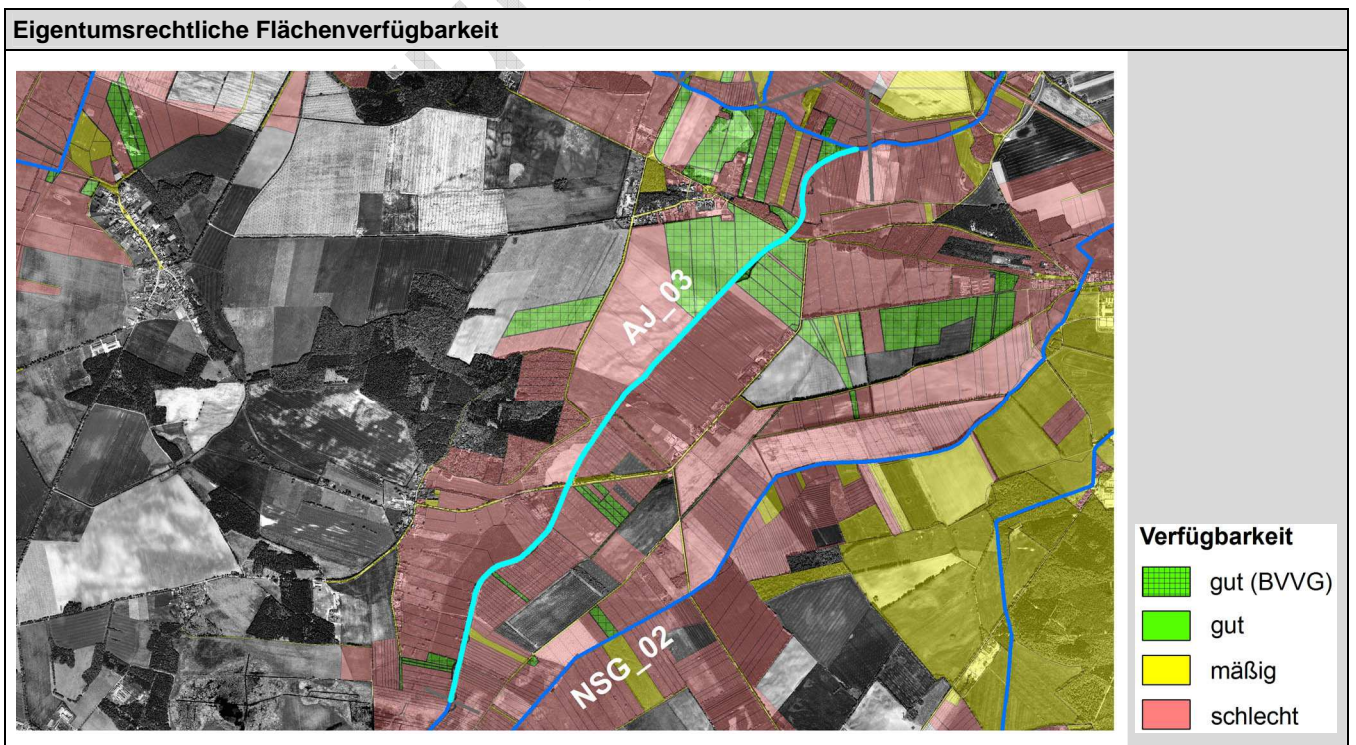 Eigentumsrechtliche Flächenverfügbarkeit
AJ_03
NSG_02
Verfügbarkeit
gut (BVVG)
gut
mäßig
schlecht